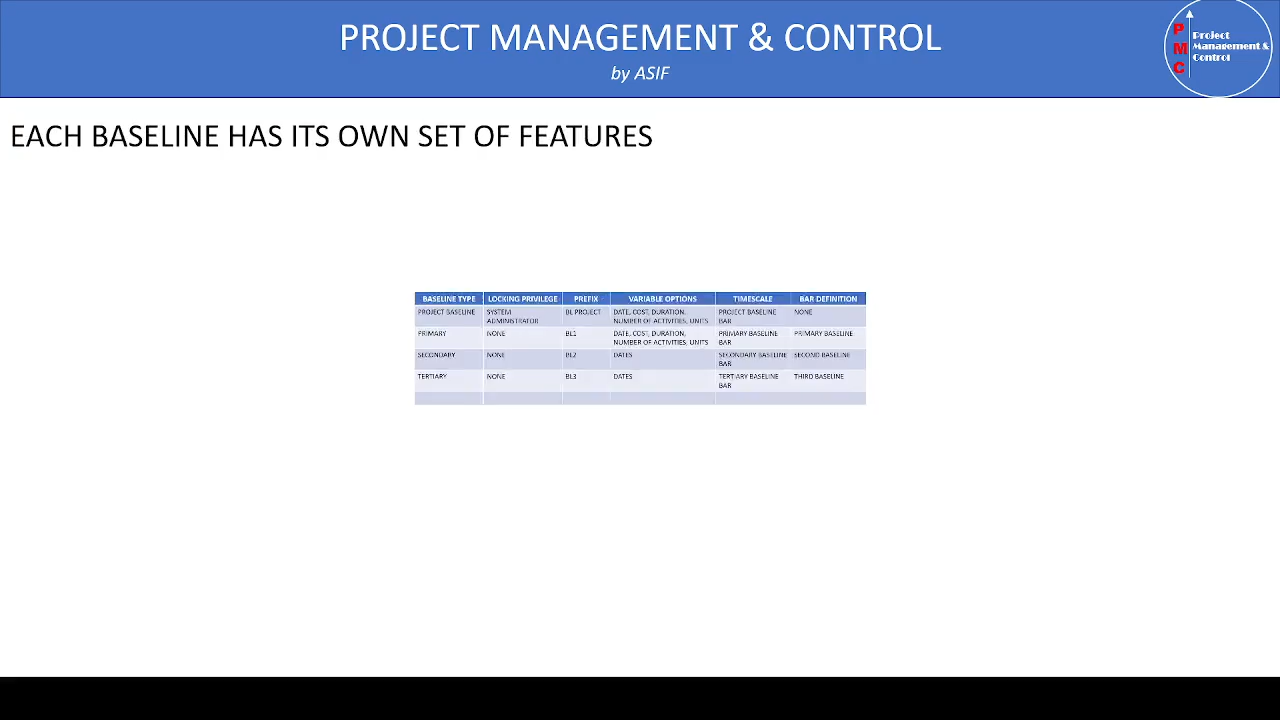 PROJECT MANAGEMENT & CONTROL
by ASIF
P Project
M Management &
C Control
EACH BASELINE HAS ITS OWN SET OF FEATURES
BASELINE TYPE LOCKING PRIVILEGE PREFIX VARIABLE OPTIONS TIMESCALE BAR DEFINITION
PROJECT BASELINE SYSTEM BL PROJECT DATE, COST, DURATION, PROJECT BASELINE NONE
ADMINISTRATOR NUMBER OF ACTIVITIES, UNITS BAR
PRIMARY NONE BL1 DATE, COST, DURATION, PRIMARY BASELINE PRIMARY BASELINE
NUMBER OF ACTIVITIES, UNITS BAR
SECONDARY NONE BL2 DATES SECONDARY BASELINE SECOND BASELINE
BAR
TERTIARY NONE BL3 DATES TERTIARY BASELINE THIRD BASELINE
BAR